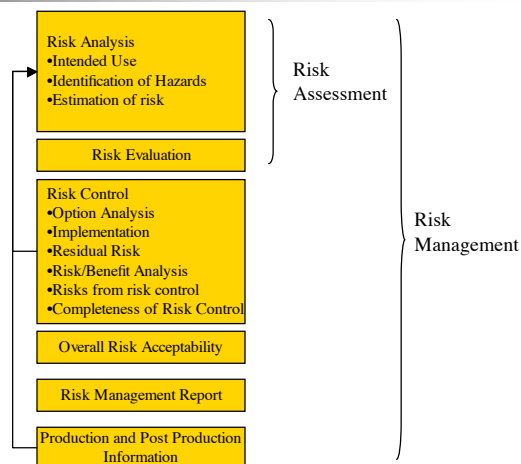 Risk Analysis
•Intended Use
•Identification of Hazards
•Estimation of risk
Risk Evaluation
Risk
Assessment
Risk Control
•Option Analysis
•Implementation
•Residual Risk
•Risk/Benefit Analysis
•Risks from risk control
•Completeness of Risk Control
Overall Risk Acceptability
Risk Management Report
Production and Post Production
Information
Risk
Management